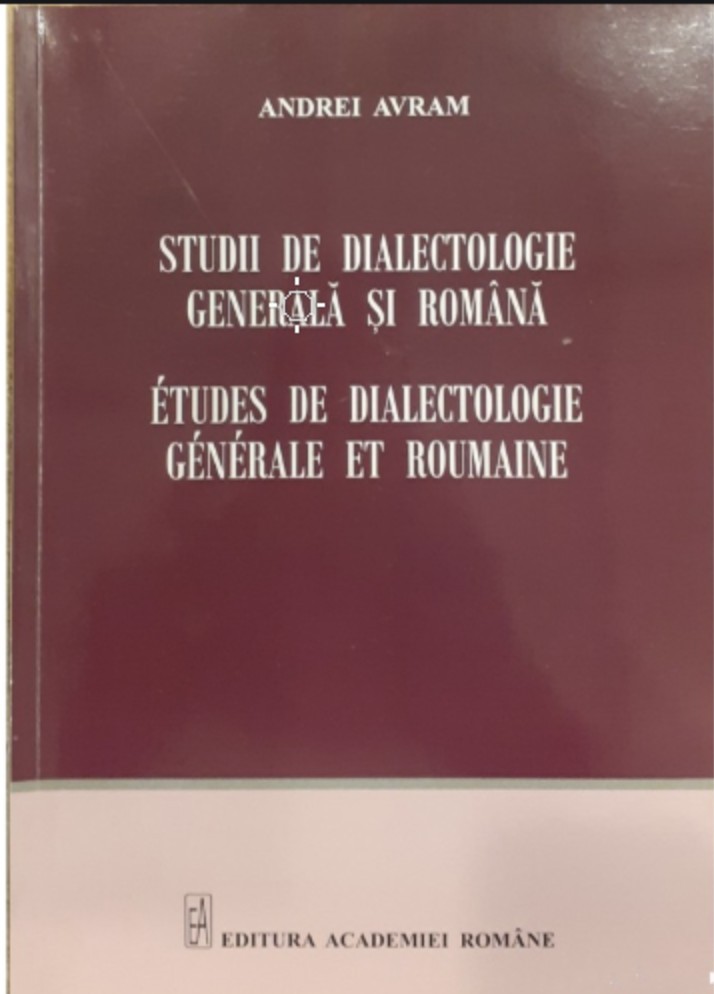 ANDREI AVRAM
STUDII DE DIALECTOLOGIE
GENERALĂ ȘI ROMÂNĂ
ÉTUDES DE DIALECTOLOGIE
GÉNÉRALE ET ROUMAINE
EA EDITURA ACADEMIEI ROMÂNE